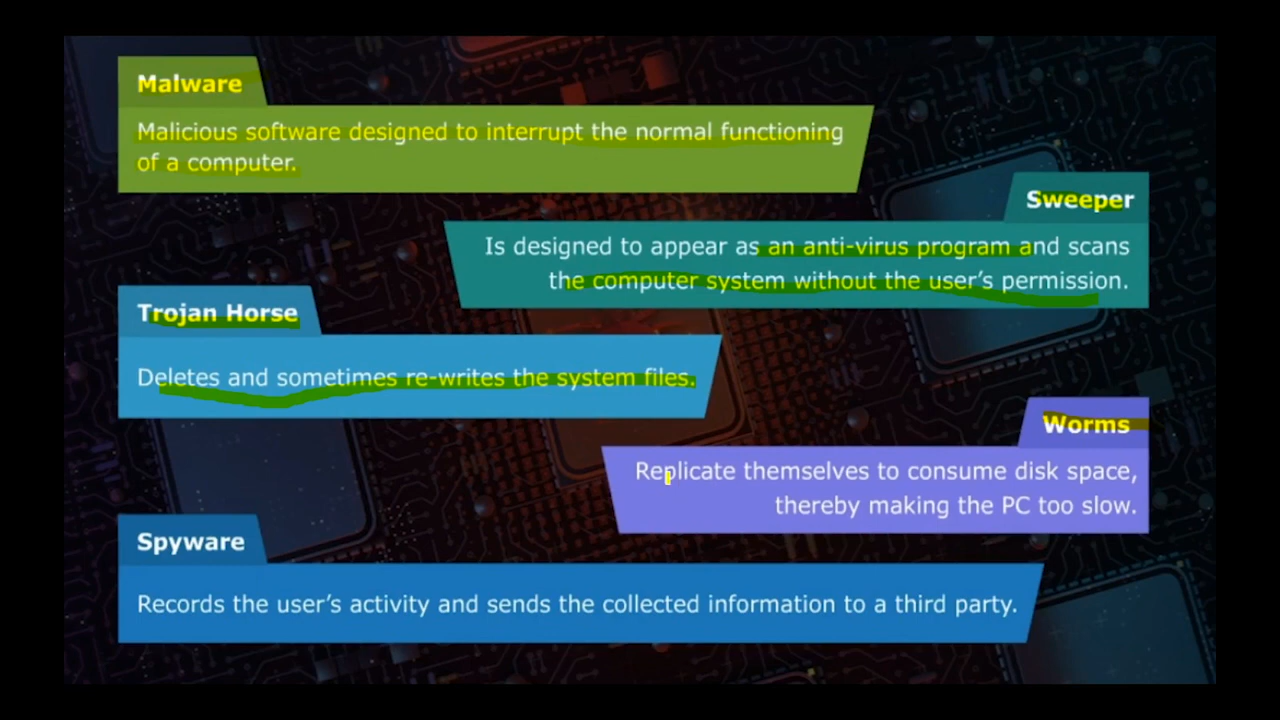 Malware
Malicious software designed to interrupt the normal functioning
of a computer.
Sweeper
Is designed to appear as an anti-virus program and scans
the computer system without the user's permission.
Trojan Horse
Deletes and sometimes re-writes the system files.
Worms
Replicate themselves to consume disk space,
thereby making the PC too slow.
Spyware
Records the user's activity and sends the collected information to a third party.